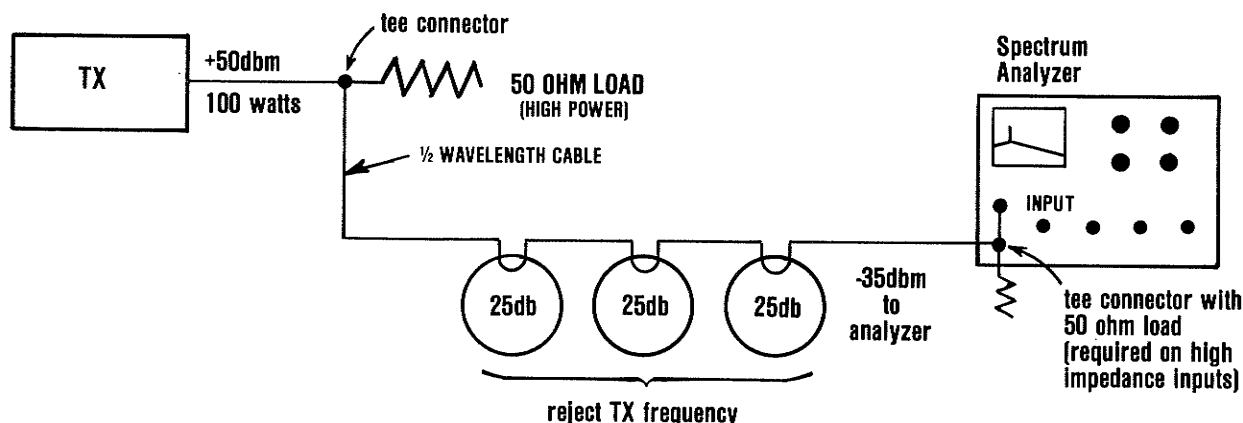 tee connector
TX
+50dbm
100 watts
50 OHM LOAD
(HIGH POWER)
½ WAVELENGTH CABLE
Spectrum
Analyzer
INPUT
25db
25db
25db
-35dbm
to
analyzer
tee connector with
50 ohm load
(required on high
impedance inputs)
reject TX frequency